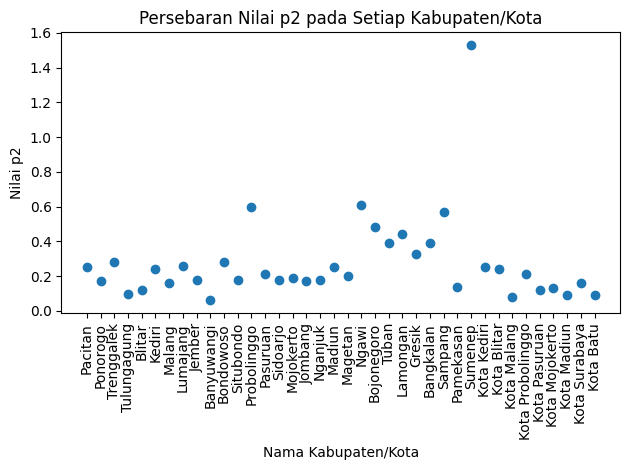 Persebaran Nilai p2 pada Setiap Kabupaten/Kota
1.6
1.4
1.2
1.0
0.8
0.6
0.4
0.2
0.0
Nilai p2
Pacitan
Ponorogo
Trenggalek
Tulungagung
Blitar
Kediri
Malang
Lumajang
Jember
Banyuwangi
Bondowoso
Situbondo
Probolinggo
Pasuruan
Sidoarjo
Mojokerto
Jombang
Nganjuk
Madiun
Magetan
Ngawi
Bojonegoro
Tuban
Lamongan
Gresik
Bangkalan
Sampang
Pamekasan
Sumenep
Kota Kediri
Kota Blitar
Kota Malang
Kota Probolinggo
Kota Pasuruan
Kota Mojokerto
Kota Madiun
Kota Surabaya
Kota Batu
Nama Kabupaten/Kota